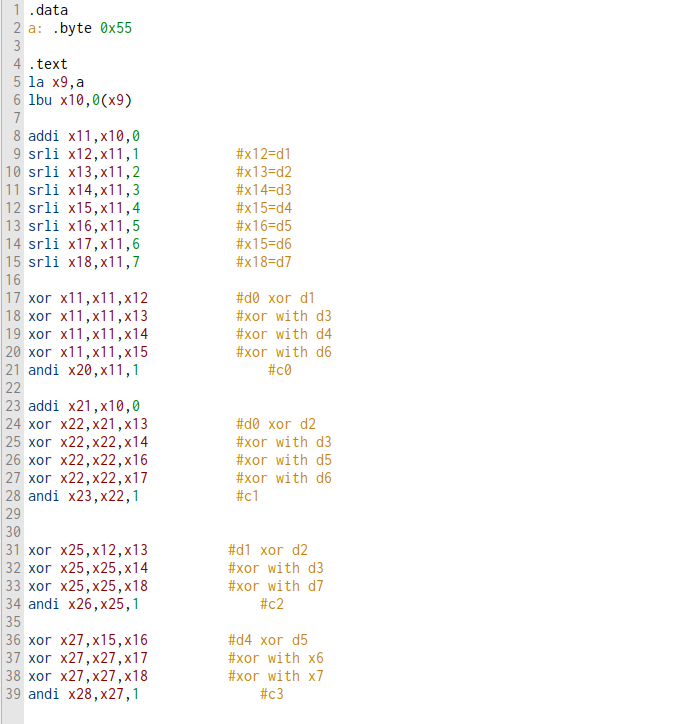 1 .data
2 a: .byte 0x55
3
4 .text
5 la x9,a
6 lbu x10,0(x9)
7
8 addi x11,x10,0
9 srli x12,x11,1 #x12=d1
10 srli x13,x11,2 #x13=d2
11 srli x14,x11,3 #x14=d3
12 srli x15,x11,4 #x15=d4
13 srli x16,x11,5 #x16=d5
14 srli x17,x11,6 #x15=d6
15 srli x18,x11,7 #x18=d7
16
17 xor x11,x11,x12 #d0 xor d1
18 xor x11,x11,x13 #xor with d3
19 xor x11,x11,x14 #xor with d4
20 xor x11,x11,x15 #xor with d6
21 andi x20,x11,1 #c0
22
23 addi x21,x10,0
24 xor x22,x21,x13 #d0 xor d2
25 xor x22,x22,x14 #xor with d3
26 xor x22,x22,x16 #xor with d5
27 xor x22,x22,x17 #xor with d6
28 andi x23,x22,1 #c1
29
30
31 xor x25,x12,x13 #d1 xor d2
32 xor x25,x25,x14 #xor with d3
33 xor x25,x25,x18 #xor with d7
34 andi x26,x25,1 #c2
35
36 xor x27,x15,x16 #d4 xor d5
37 xor x27,x27,x17 #xor with x6
38 xor x27,x27,x18 #xor with x7
39 andi x28,x27,1 #c3